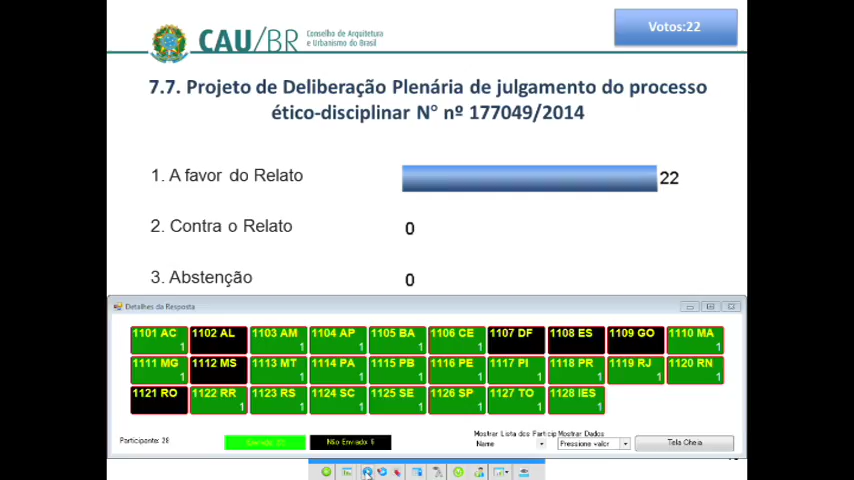 CAU/BR
Conselho de Arquitetura
e Urbanismo do Brasil
Votos:22
7.7. Projeto de Deliberação Plenária de julgamento do processo
ético-disciplinar N° nº 177049/2014
1. A favor do Relato 22
2. Contra o Relato 0
3. Abstenção 0
Detalhes da Resposta
1101 AC 1102 AL 1103 AM 1104 AP 1105 BA 1106 CE 1107 DF 1108 ES 1109 GO 1110 MA
1 1 1 1 1 1
1111 MG 1112 MS 1113 MT 1114 PA 1115 PB 1116 PE 1117 PI 1118 PR 1119 RJ 1120 RN
1 1 1 1 1 1 1 1 1
1121 RO 1122 RR 1123 RS 1124 SC 1125 SE 1126 SP 1127 TO 1128 IES
1 1 1 1 1 1 1
Participante: 28
Não Enviado 6
Mostrar Lista dos Particip Mostrar Dados
Name
Pressione valor
Tela Cheia